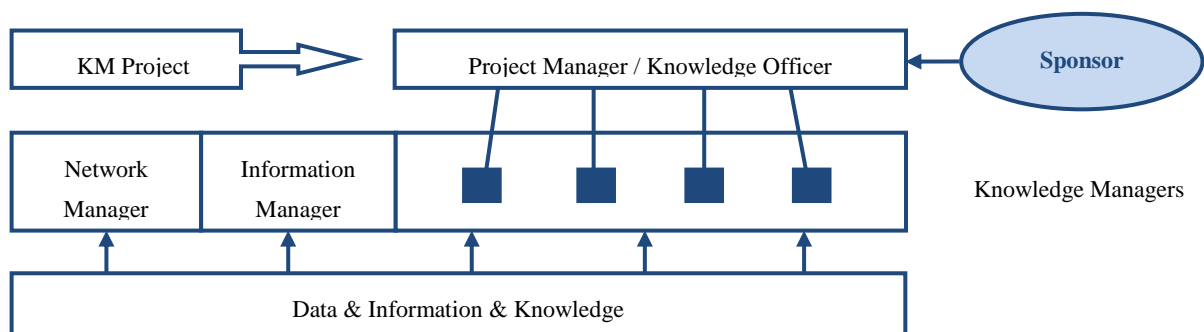 KM Project
Project Manager / Knowledge Officer
Sponsor
Network
Manager
Information
Manager
Knowledge Managers
Data & Information & Knowledge